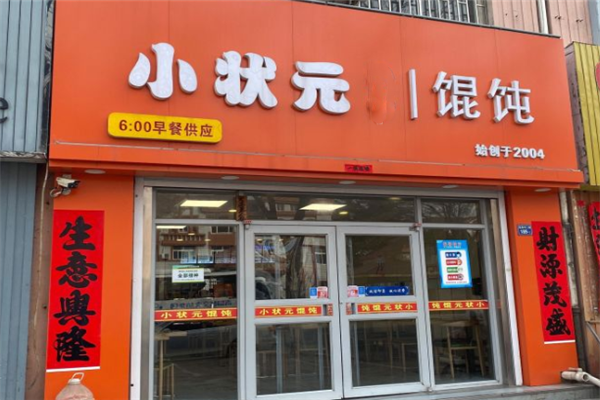 小状元 | 馄饨
6:00早餐供应
始创于2004
生意興隆
財源茂盛
小状元馄饨
小状元馄饨
小状元馄饨
小状元馄饨